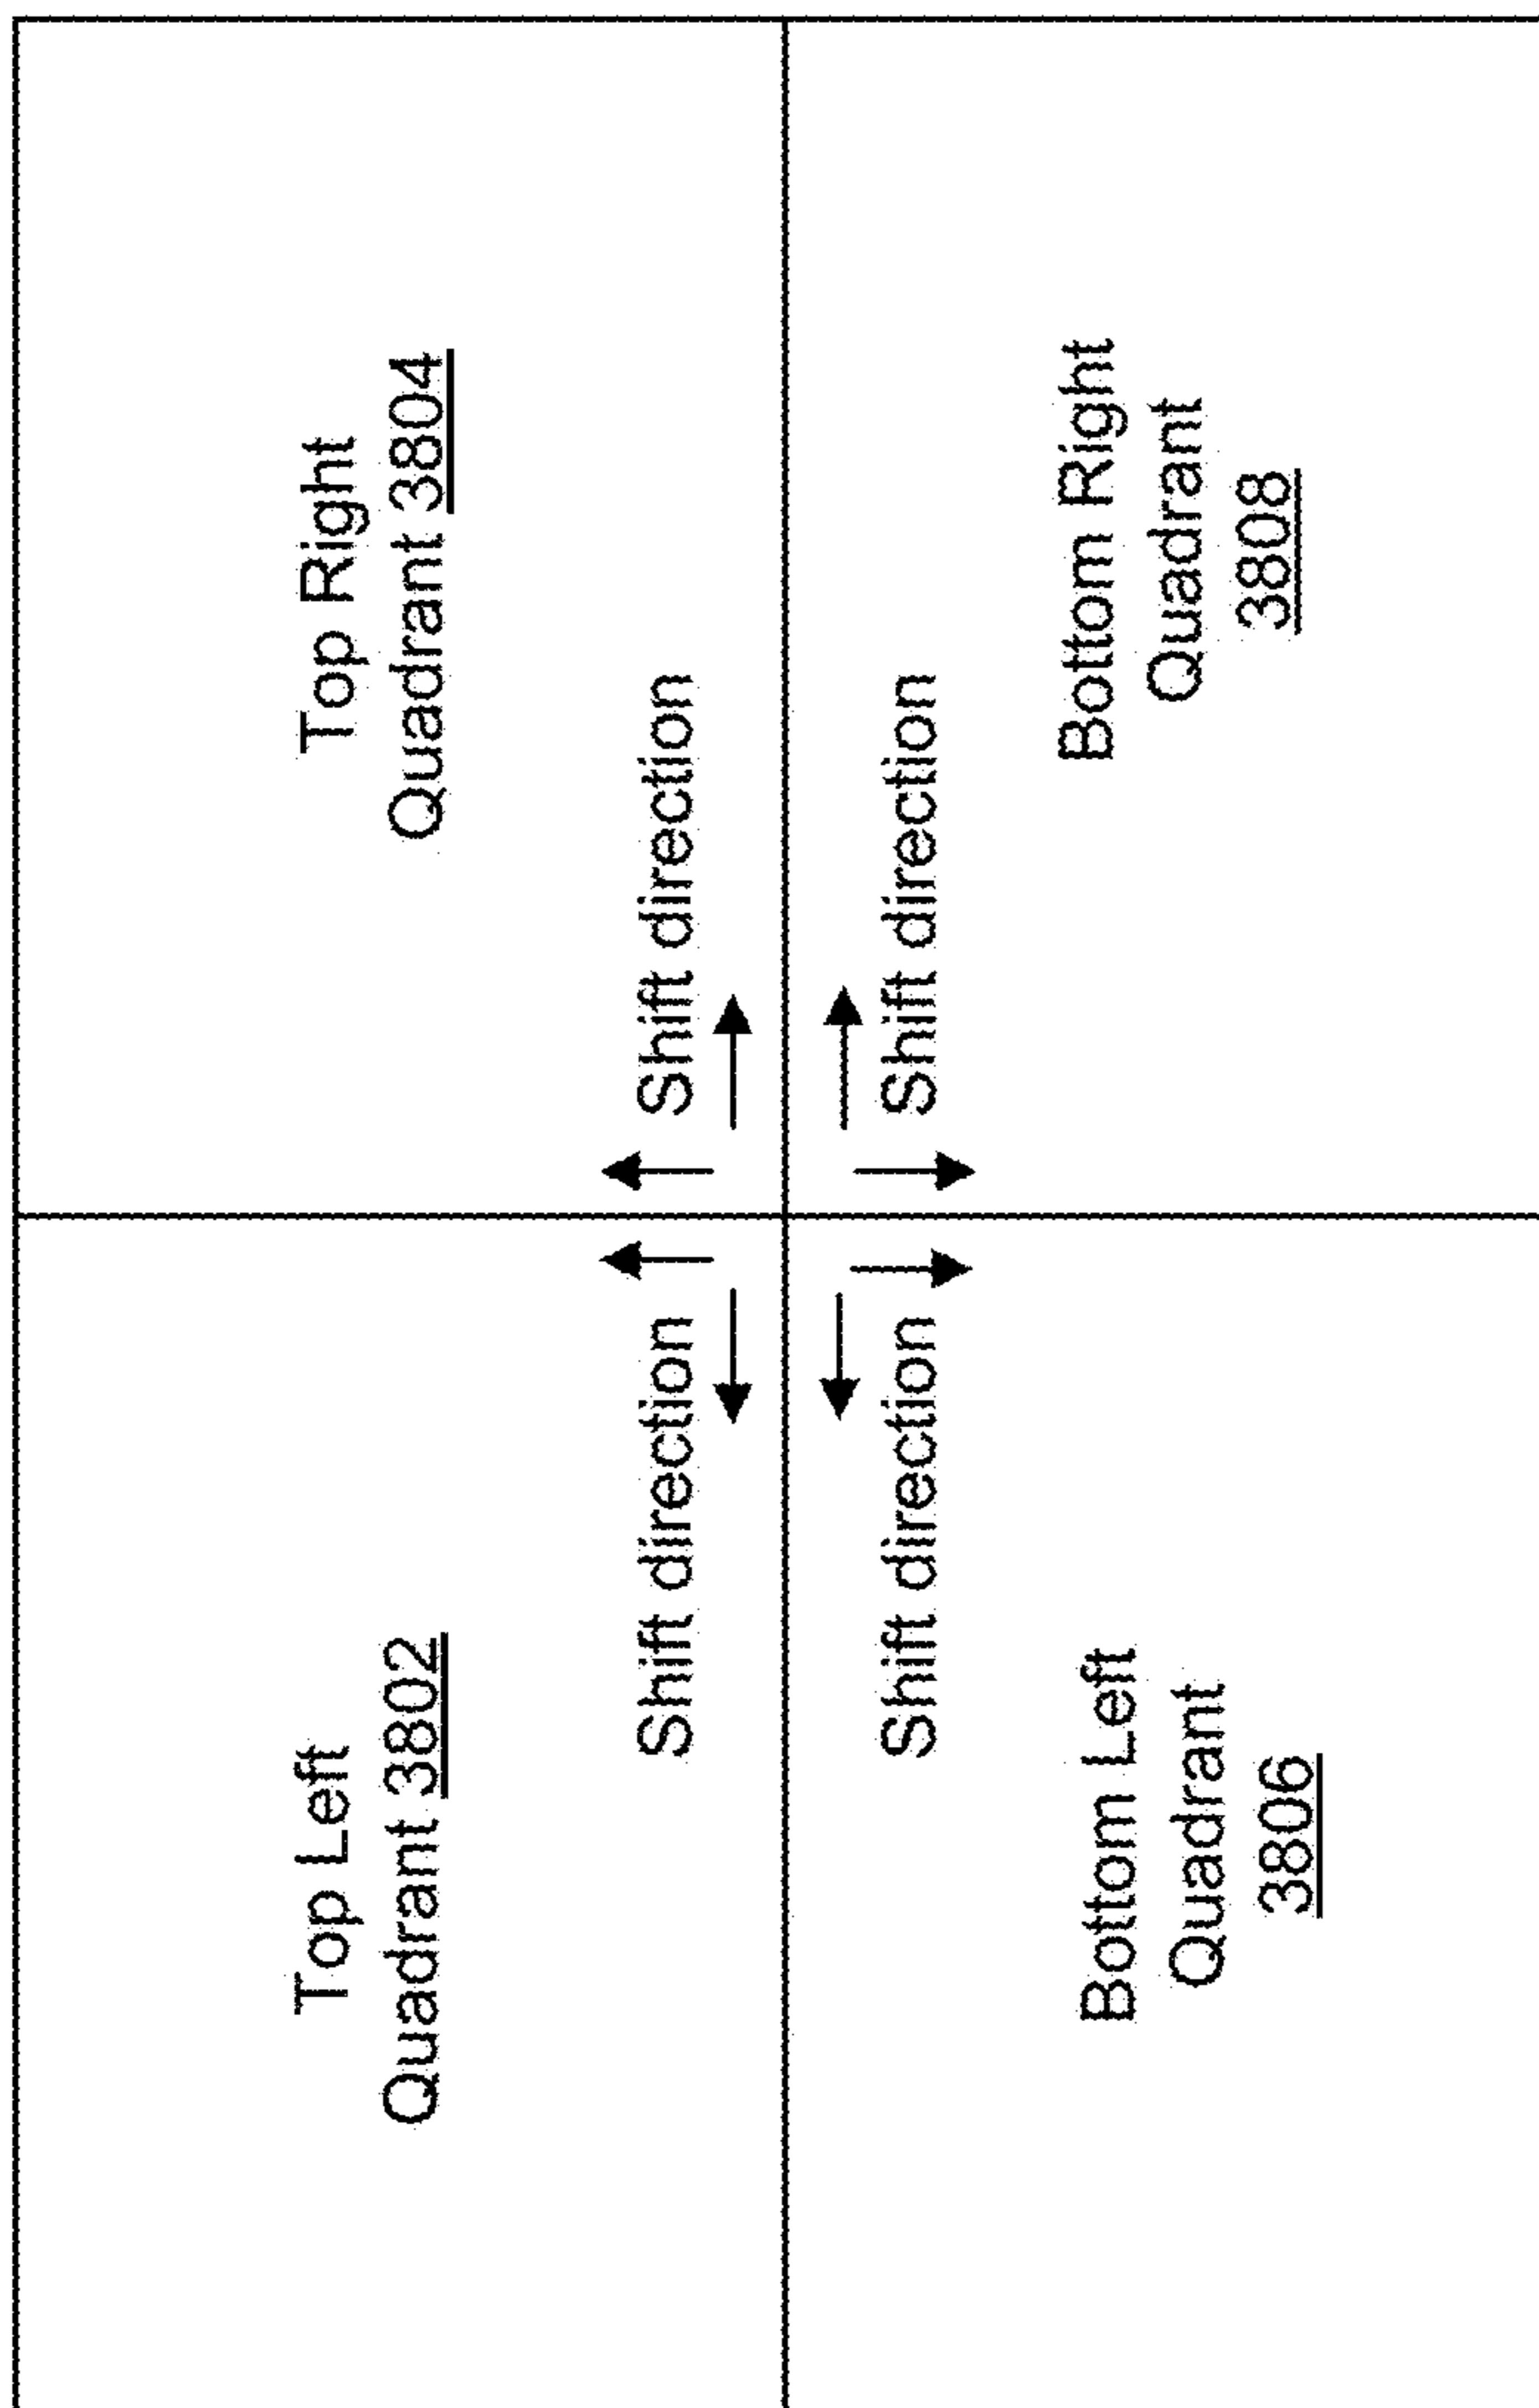 Top Left
Quadrant 3802
Top Right
Quadrant 3804
Shift direction
Shift direction
Shift direction
Shift direction
Bottom Left
Quadrant
3806
Bottom Right
Quadrant
3808